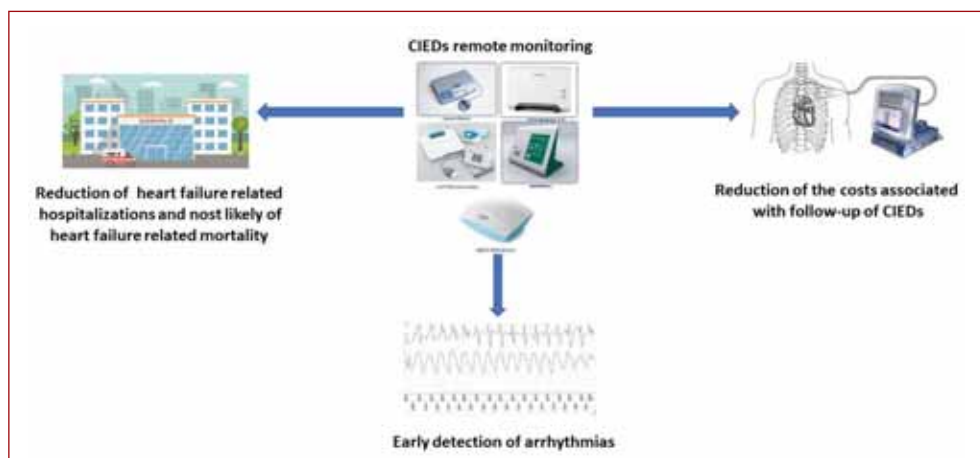 CIEDs remote monitoring
Reduction of heart failure related
hospitalizations and nost likely of
heart failure related mortality
Reduction of the costs associated
with follow-up of CIEDs
Early detection of arrhythmias